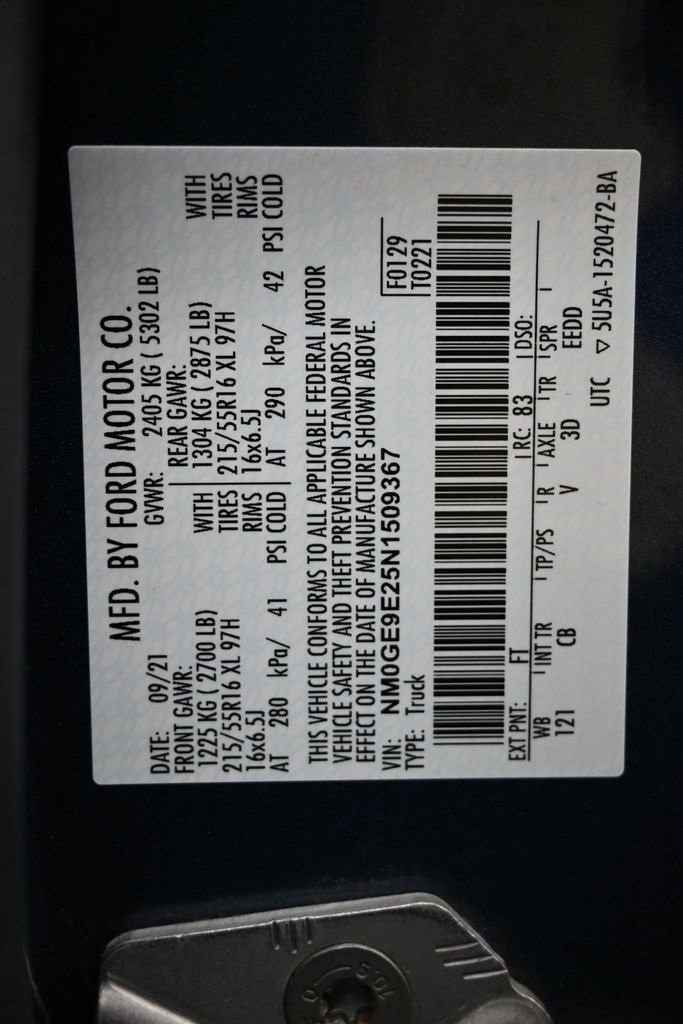 MFD. BY FORD MOTOR CO.
DATE: 09/21 GVWR: 2405 KG ( 5302 LB)
FRONT GAWR: REAR GAWR:
1225 KG ( 2700 LB) WITH 1304 KG ( 2875 LB) WITH
215/55R16 XL 97H TIRES 215/55R16 XL 97H TIRES
16x6.5J RIMS 16x6.5J RIMS
AT 280 kPa/ 41 PSI COLD AT 290 kPa/ 42 PSI COLD
THIS VEHICLE CONFORMS TO ALL APPLICABLE FEDERAL MOTOR
VEHICLE SAFETY AND THEFT PREVENTION STANDARDS IN
EFFECT ON THE DATE OF MANUFACTURE SHOWN ABOVE.
VIN: NM0GE9E25N1509367 F0129
TYPE: Truck T0221
EXT PNT: FT RC: 83 DSO:
WB INT TR TP/PS R AXLE TR SPR
121 CB V 3D EEDD
UTC ▽ 5U5A-1520472-BA
10.9